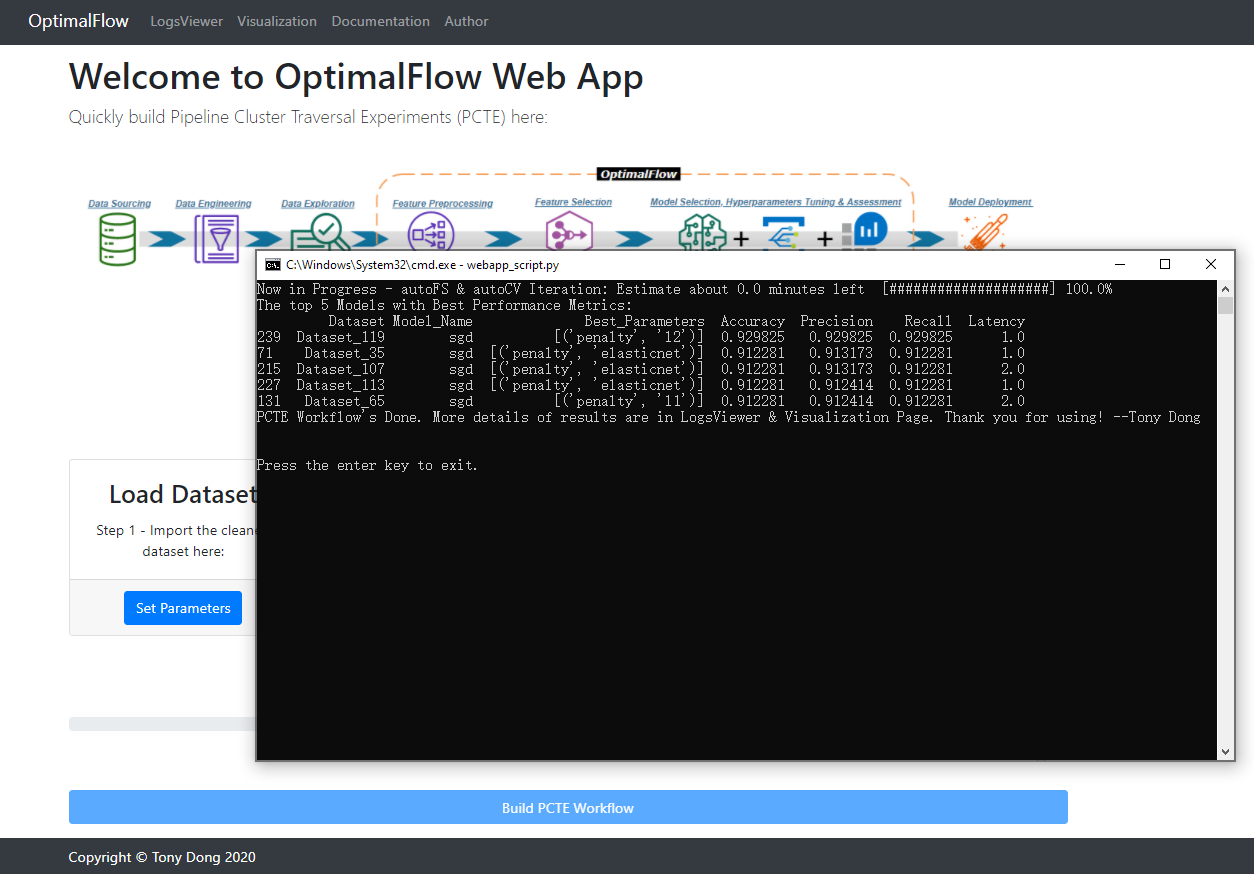 OptimalFlow LogsViewer Visualization Documentation Author
Welcome to OptimalFlow Web App
Quickly build Pipeline Cluster Traversal Experiments (PCTE) here:
OptimalFlow
Data Sourcing Data Engineering Data Exploration Feature Preprocessing Feature Selection Model Selection, Hyperparameters Tuning & Assessment Model Deployment
C:\Windows\System32\cmd.exe - webapp_script.py
Now in Progress - autoFS & autoCV Iteration: Estimate about 0.0 minutes left [####################] 100.0%
The top 5 Models with Best Performance Metrics:
Dataset Model_Name Best_Parameters Accuracy Precision Recall Latency
239 Dataset_119 sgd [('penalty', 'l2')] 0.929825 0.929825 0.929825 1.0
71 Dataset_35 sgd [('penalty', 'elasticnet')] 0.912281 0.913173 0.912281 1.0
215 Dataset_107 sgd [('penalty', 'elasticnet')] 0.912281 0.913173 0.912281 2.0
227 Dataset_113 sgd [('penalty', 'elasticnet')] 0.912281 0.912414 0.912281 1.0
131 Dataset_65 sgd [('penalty', 'l1')] 0.912281 0.912414 0.912281 2.0
PCTE Workflow's Done. More details of results are in LogsViewer & Visualization Page. Thank you for using! --Tony Dong
Press the enter key to exit.
Load Dataset
Step 1 - Import the clean
dataset here:
Set Parameters
Build PCTE Workflow
Copyright © Tony Dong 2020